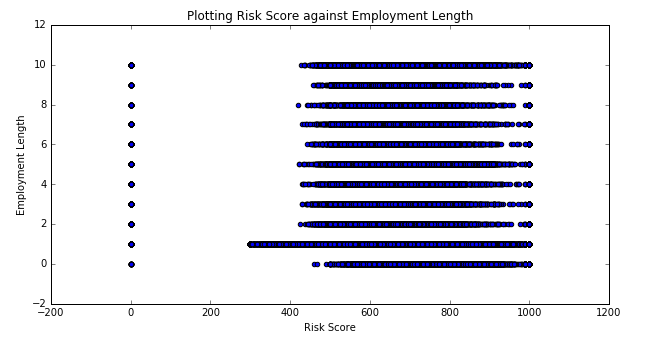 Plotting Risk Score against Employment Length
12
10
8
6
4
2
0
−2
Employment Length
−200 0 200 400 600 800 1000 1200
Risk Score